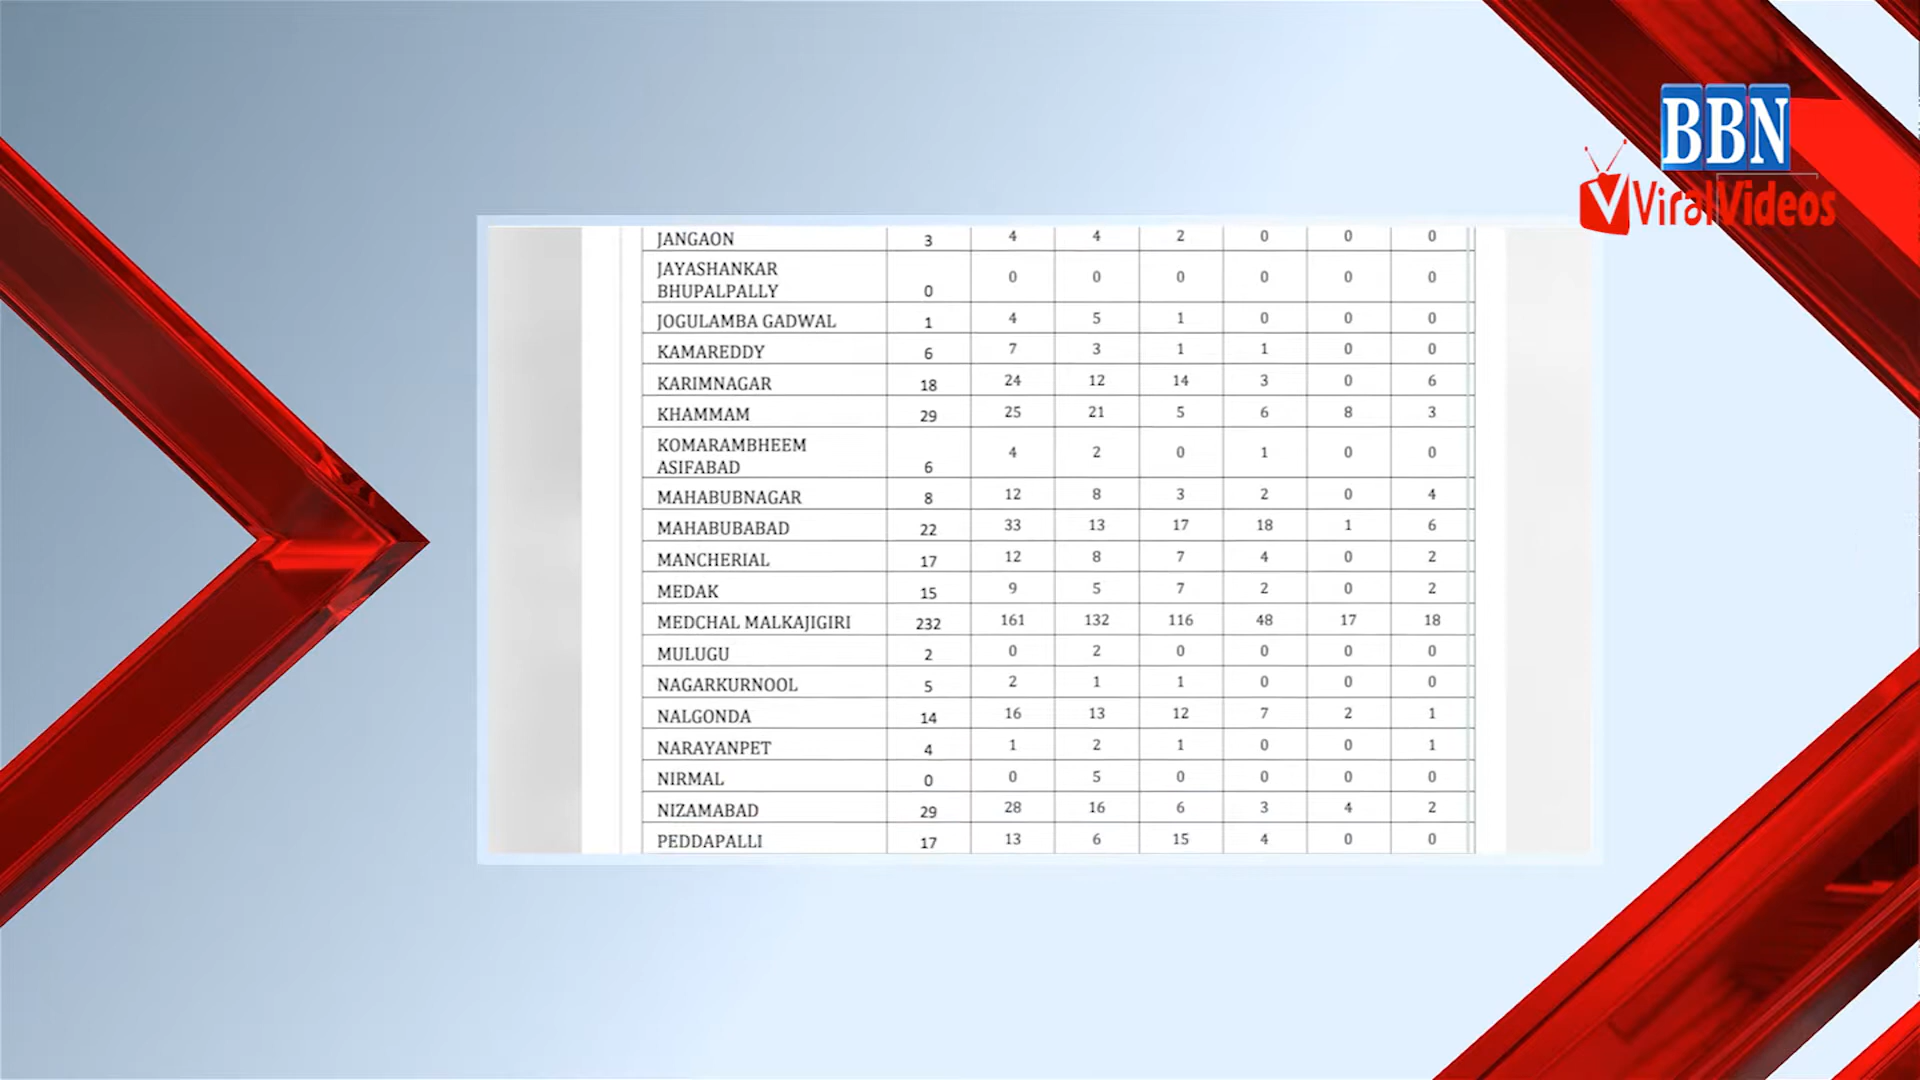 BBN
ViralVideos
JANGAON 3 4 4 2 0 0 0
JAYASHANKAR
BHUPALPALLY 0 0 0 0 0 0 0
JOGULAMBA GADWAL 1 4 5 1 0 0 0
KAMAREDDY 6 7 3 1 1 0 0
KARIMNAGAR 18 24 12 14 3 0 6
KHAMMAM 29 25 21 5 6 8 3
KOMARAMBHEEM
ASIFABAD 6 4 2 0 1 0 0
MAHABUBNAGAR 8 12 8 3 2 0 4
MAHABUBABAD 22 33 13 17 18 1 6
MANCHERIAL 17 12 8 7 4 0 2
MEDAK 15 9 5 7 2 0 2
MEDCHAL MALKAJIGIRI 232 161 132 116 48 17 18
MULUGU 2 0 2 0 0 0 0
NAGARKURNOOL 5 2 1 1 0 0 0
NALGONDA 14 16 13 12 7 2 1
NARAYANPET 4 1 2 1 0 0 1
NIRMAL 0 0 5 0 0 0 0
NIZAMABAD 29 28 16 6 3 4 2
PEDDAPALLI 17 13 6 15 4 0 0